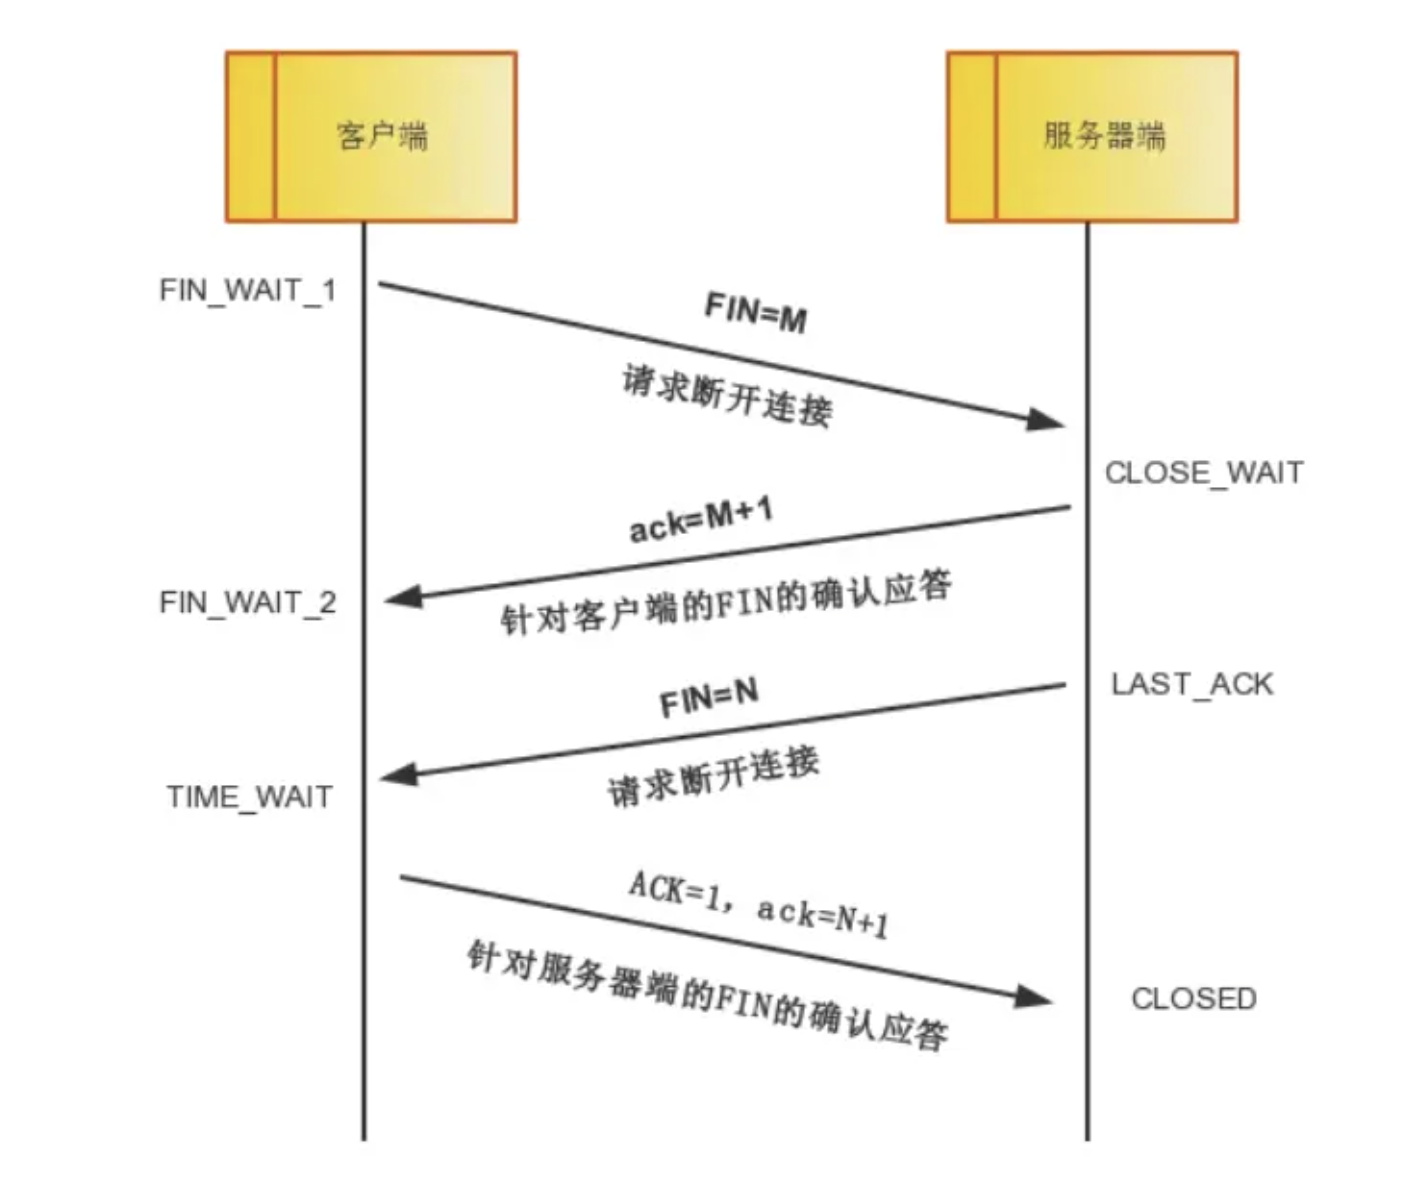 客户端
服务器端
FIN_WAIT_1
FIN=M
请求断开连接
CLOSE_WAIT
ack=M+1
针对客户端的FIN的确认应答
FIN_WAIT_2
FIN=N
LAST_ACK
请求断开连接
TIME_WAIT
ACK=1, ack=N+1
针对服务器端的FIN的确认应答
CLOSED